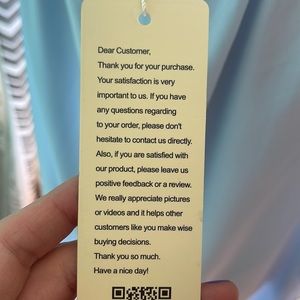 Dear Customer,
Thank you for your purchase.
Your satisfaction is very
important to us. If you have
any questions regarding
to your order, please don't
hesitate to contact us directly.
Also, if you are satisfied with
our product, please leave us
positive feedback or a review.
We really appreciate pictures
or videos and it helps other
customers like you make wise
buying decisions.
Thank you so much.
Have a nice day!